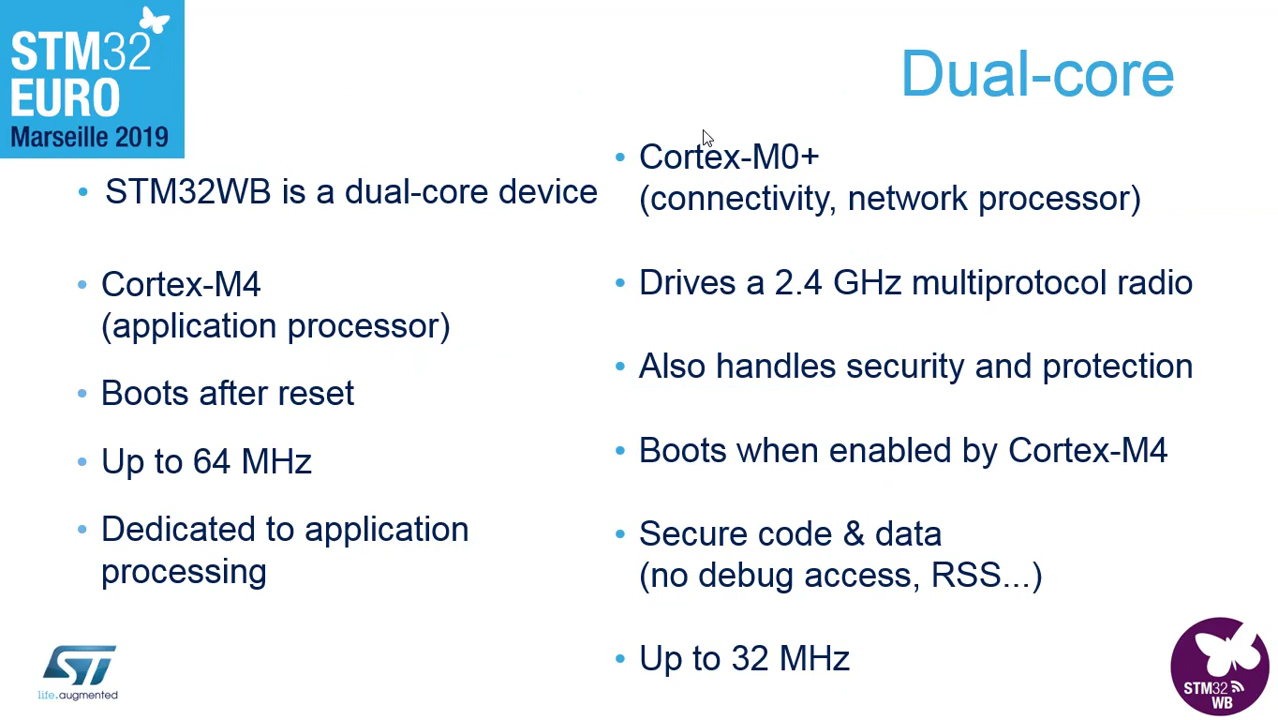 STM32
EURO
Marseille 2019
Dual-core
• STM32WB is a dual-core device
• Cortex-M4
(application processor)
• Boots after reset
• Up to 64 MHz
• Dedicated to application
processing
• Cortex-M0+
(connectivity, network processor)
• Drives a 2.4 GHz multiprotocol radio
• Also handles security and protection
• Boots when enabled by Cortex-M4
• Secure code & data
(no debug access, RSS...)
• Up to 32 MHz
ST
life.augmented
STM32
WB